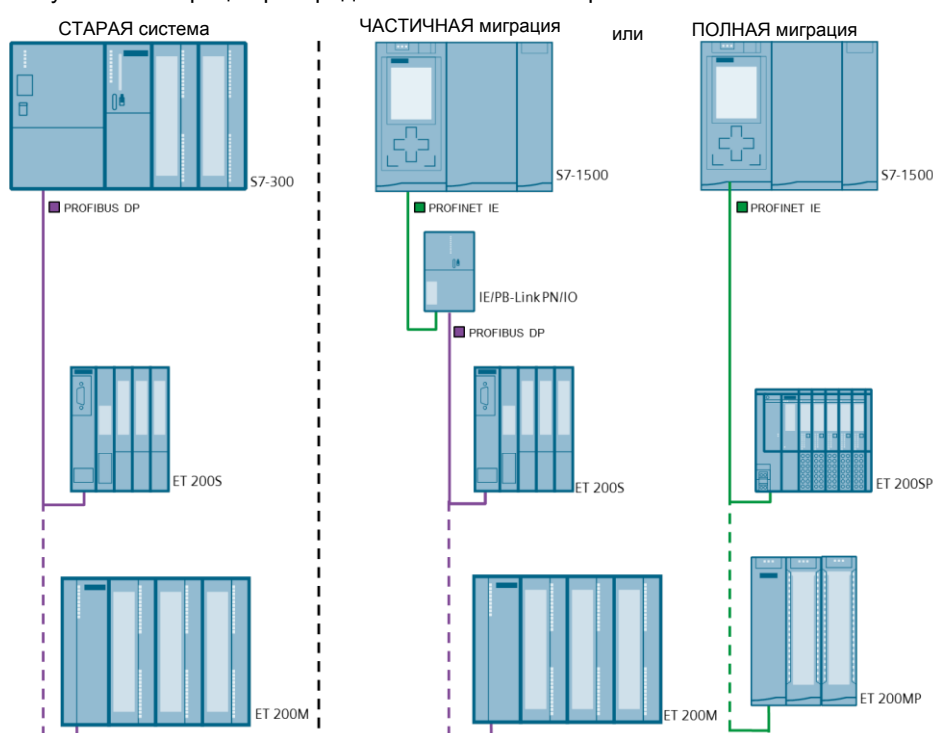 СТАРАЯ система
ЧАСТИЧНАЯ миграция
или
ПОЛНАЯ миграция
S7-300
S7-1500
S7-1500
PROFIBUS DP
PROFINET IE
PROFINET IE
IE/PB-Link PN/IO
PROFIBUS DP
ET 200S
ET 200S
ET 200SP
ET 200M
ET 200M
ET 200MP